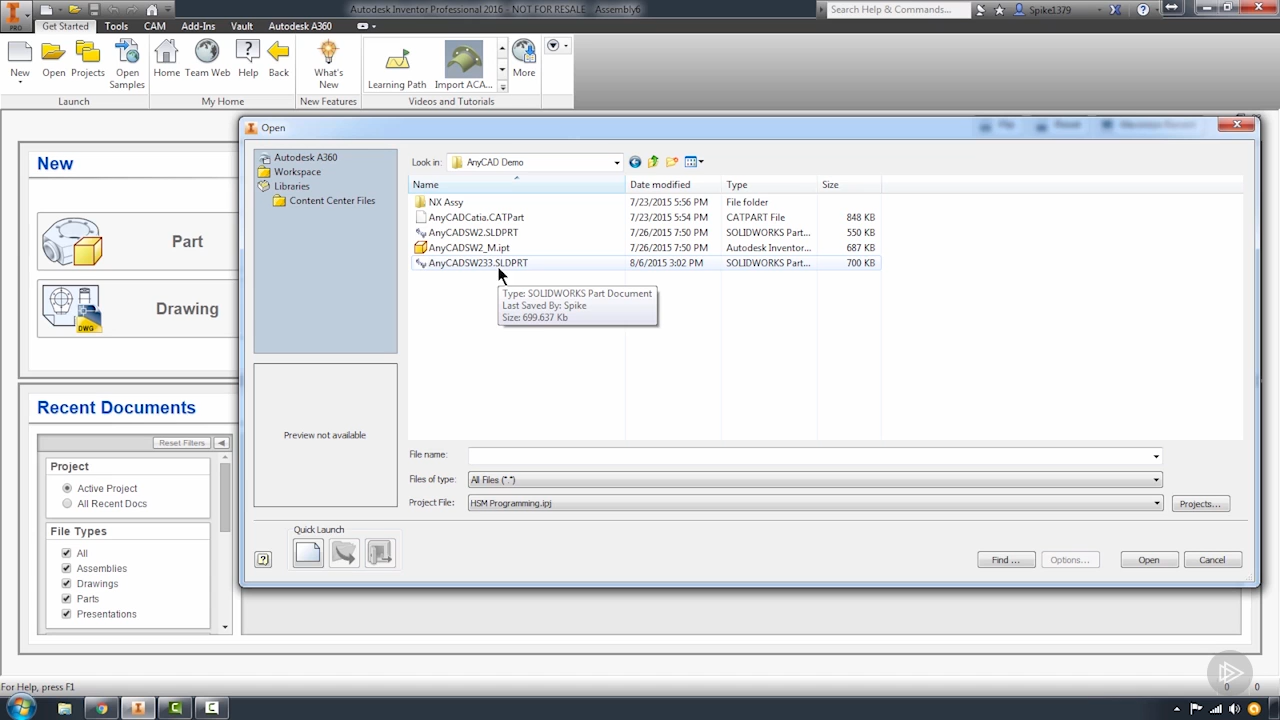 Autodesk Inventor Professional 2016 - NOT FOR RESALE - Assembly6
Search Help & Commands...
Spike1379
PRO
Get Started
Tools
CAM
Add-Ins
Vault
Autodesk A360
New
Open
Projects
Open Samples
Home
Team Web
Help
Back
What's New
Learning Path
Import ACA...
More
Launch
My Home
New Features
Videos and Tutorials
New
Part
Drawing
DWG
Recent Documents
Reset Filters
Project
Active Project
All Recent Docs
File Types
All
Assemblies
Drawings
Parts
Presentations
Open
Autodesk A360
Workspace
Libraries
Content Center Files
Preview not available
Look in: AnyCAD Demo
Name Date modified Type Size
NX Assy 7/23/2015 5:56 PM File folder
AnyCADCatia.CATPart 7/23/2015 5:54 PM CATPART File 848 KB
AnyCADSW2.SLDPRT 7/26/2015 7:50 PM SOLIDWORKS Part... 550 KB
AnyCADSW2_M.ipt 7/26/2015 7:50 PM Autodesk Inventor... 687 KB
AnyCADSW233.SLDPRT 8/6/2015 3:02 PM SOLIDWORKS Part... 700 KB
Type: SOLIDWORKS Part Document
Last Saved By: Spike
Size: 699.637 Kb
File name:
Files of type: All Files (*.*)
Project File: HSM Programming.ipj
Projects...
Quick Launch
Find ...
Options...
Open
Cancel
For Help, press F1
0 0